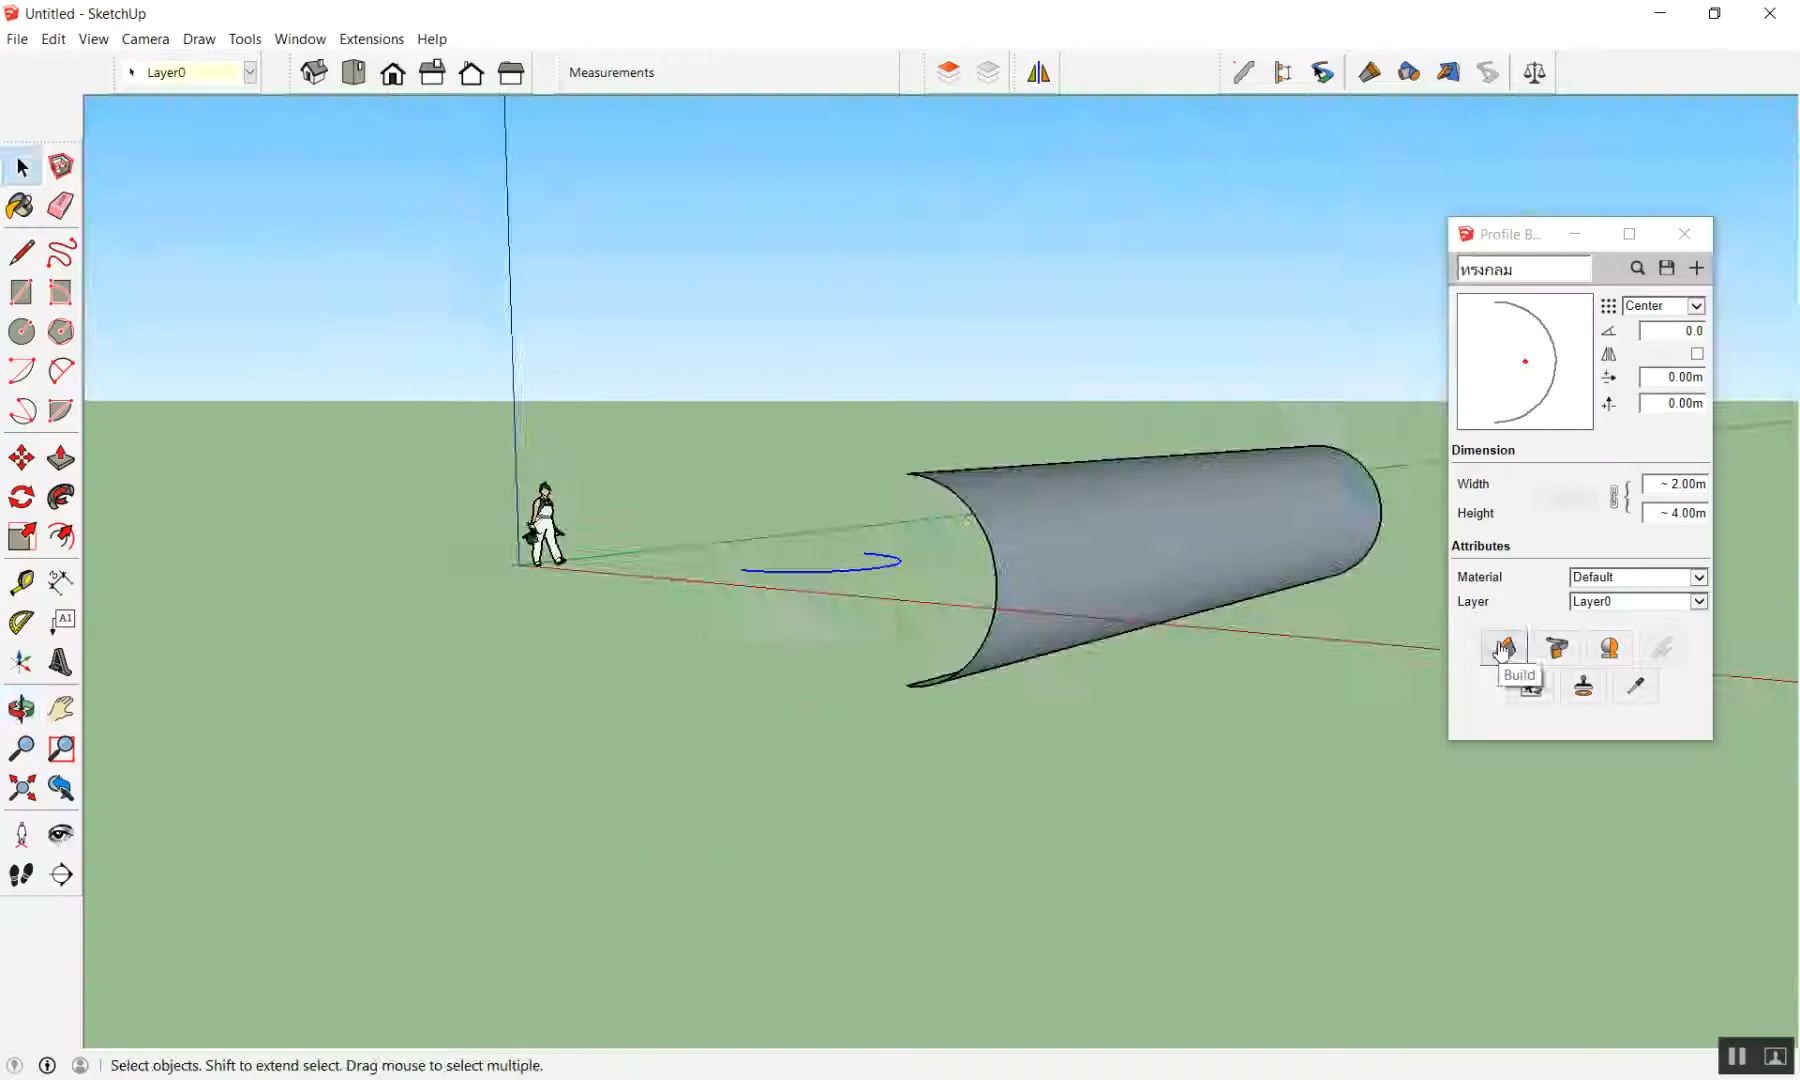 Untitled - SketchUp
File Edit View Camera Draw Tools Window Extensions Help
Layer0 Measurements
Profile B...
ทรงกลม
Center
0.0
0.00m
0.00m
Dimension
Width ~ 2.00m
Height ~ 4.00m
Attributes
Material Default
Layer Layer0
Build
A1
Select objects. Shift to extend select. Drag mouse to select multiple.